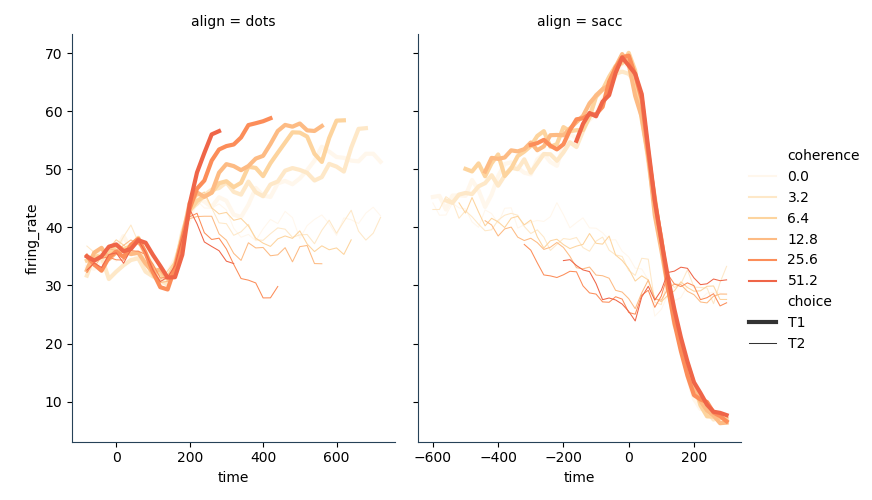 align = dots
align = sacc
firing_rate
70
60
50
40
30
20
10
0
200
400
600
time
−600
−400
−200
0
200
time
coherence
0.0
3.2
6.4
12.8
25.6
51.2
choice
T1
T2